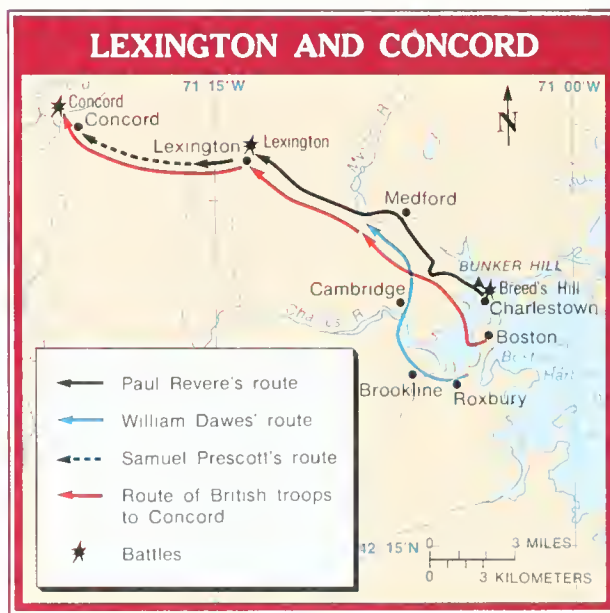 LEXINGTON AND CONCORD
71 15'W
71 00'W
Concord
Concord
Lexington
Lexington
N
Medford
BUNKER HILL
Breed's Hill
Cambridge
Charlestown
Charles R.
Boston
Brookline
Roxbury
Paul Revere's route
William Dawes' route
Samuel Prescott's route
Route of British troops
to Concord
Battles
42 15'N
0 3 MILES
0 3 KILOMETERS